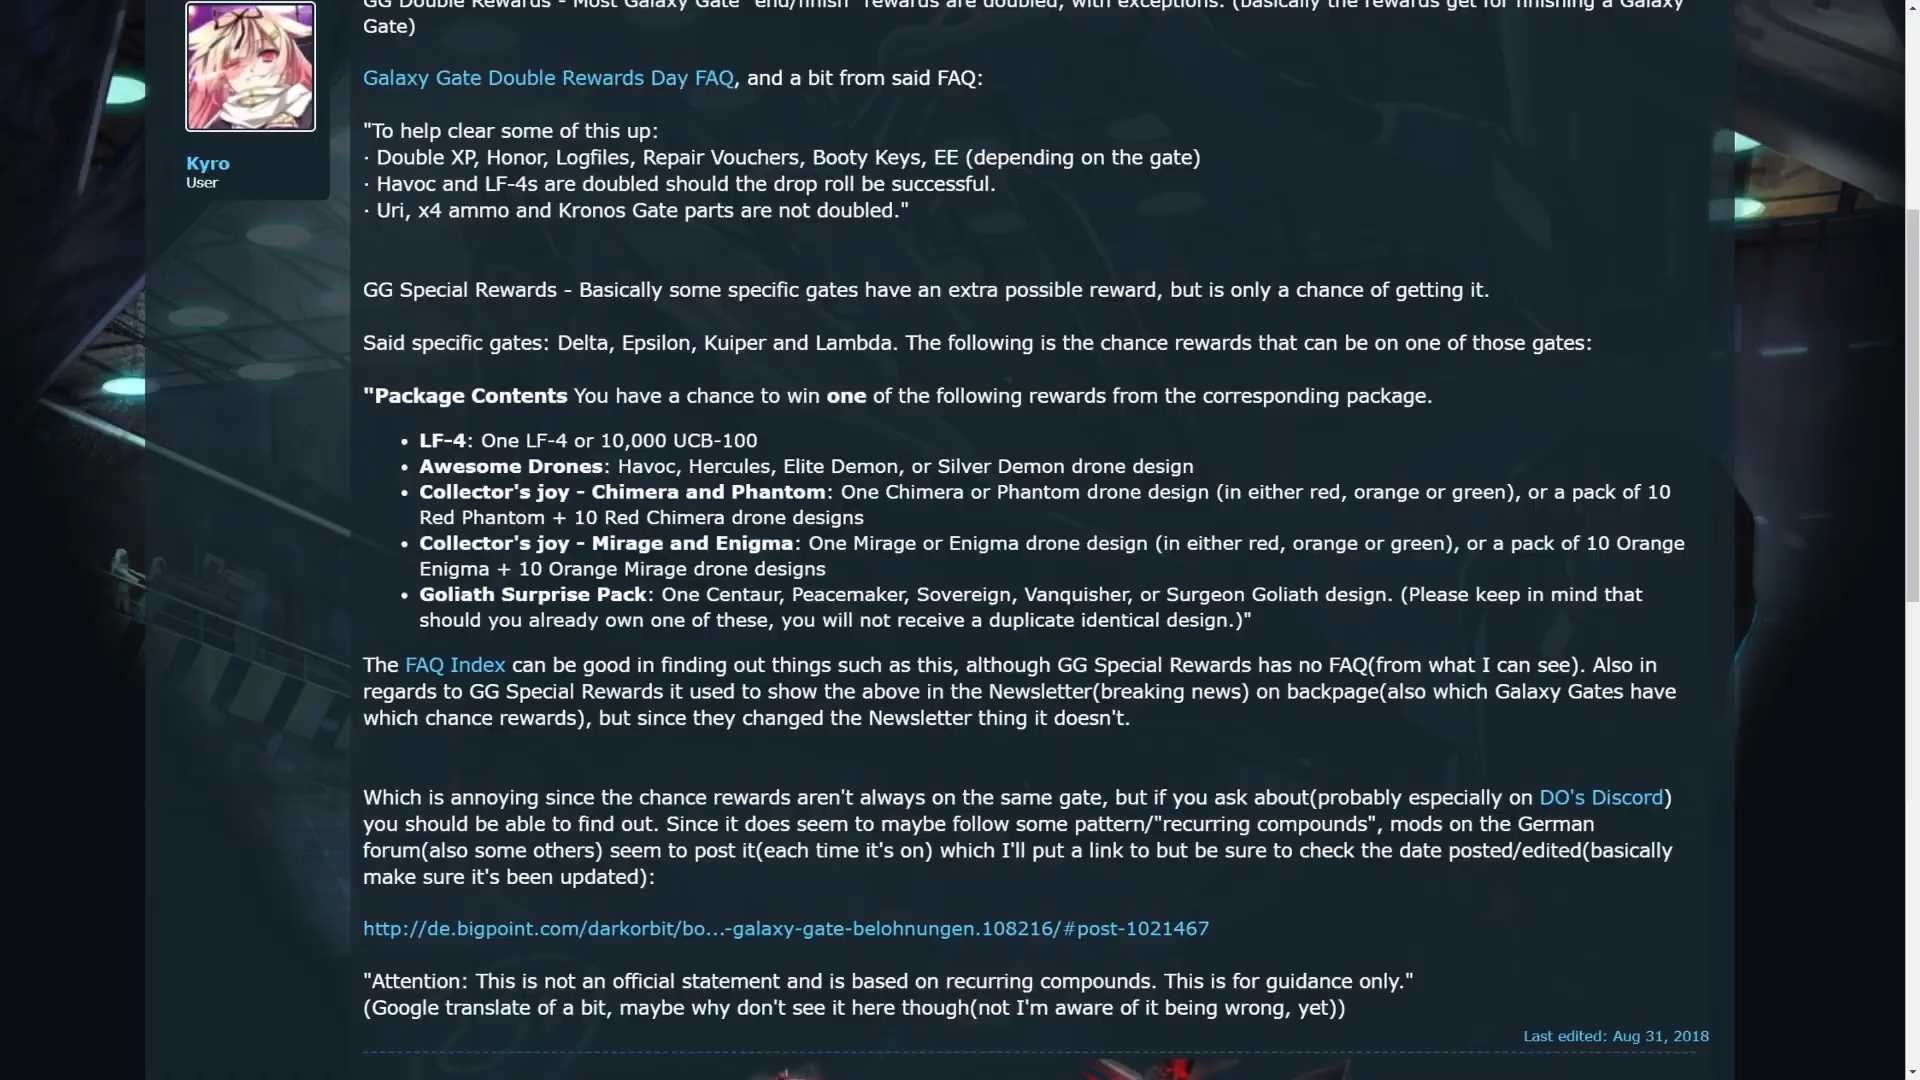 GG Double Rewards - Most Galaxy Gate "end/finish" rewards are doubled, with exceptions. (basically the rewards get for finishing a Galaxy
Gate)
Galaxy Gate Double Rewards Day FAQ, and a bit from said FAQ:
"To help clear some of this up:
· Double XP, Honor, Logfiles, Repair Vouchers, Booty Keys, EE (depending on the gate)
Kyro
User
· Havoc and LF-4s are doubled should the drop roll be successful.
· Uri, x4 ammo and Kronos Gate parts are not doubled."
GG Special Rewards - Basically some specific gates have an extra possible reward, but is only a chance of getting it.
Said specific gates: Delta, Epsilon, Kuiper and Lambda. The following is the chance rewards that can be on one of those gates:
"Package Contents You have a chance to win one of the following rewards from the corresponding package.
• LF-4: One LF-4 or 10,000 UCB-100
• Awesome Drones: Havoc, Hercules, Elite Demon, or Silver Demon drone design
• Collector's joy - Chimera and Phantom: One Chimera or Phantom drone design (in either red, orange or green), or a pack of 10
Red Phantom + 10 Red Chimera drone designs
• Collector's joy - Mirage and Enigma: One Mirage or Enigma drone design (in either red, orange or green), or a pack of 10 Orange
Enigma + 10 Orange Mirage drone designs
• Goliath Surprise Pack: One Centaur, Peacemaker, Sovereign, Vanquisher, or Surgeon Goliath design. (Please keep in mind that
should you already own one of these, you will not receive a duplicate identical design.)"
The FAQ Index can be good in finding out things such as this, although GG Special Rewards has no FAQ(from what I can see). Also in
regards to GG Special Rewards it used to show the above in the Newsletter(breaking news) on backpage(also which Galaxy Gates have
which chance rewards), but since they changed the Newsletter thing it doesn't.
Which is annoying since the chance rewards aren't always on the same gate, but if you ask about(probably especially on DO's Discord)
you should be able to find out. Since it does seem to maybe follow some pattern/"recurring compounds", mods on the German
forum(also some others) seem to post it(each time it's on) which I'll put a link to but be sure to check the date posted/edited(basically
make sure it's been updated):
http://de.bigpoint.com/darkorbit/bo...-galaxy-gate-belohnungen.108216/#post-1021467
"Attention: This is not an official statement and is based on recurring compounds. This is for guidance only."
(Google translate of a bit, maybe why don't see it here though(not I'm aware of it being wrong, yet))
Last edited: Aug 31, 2018